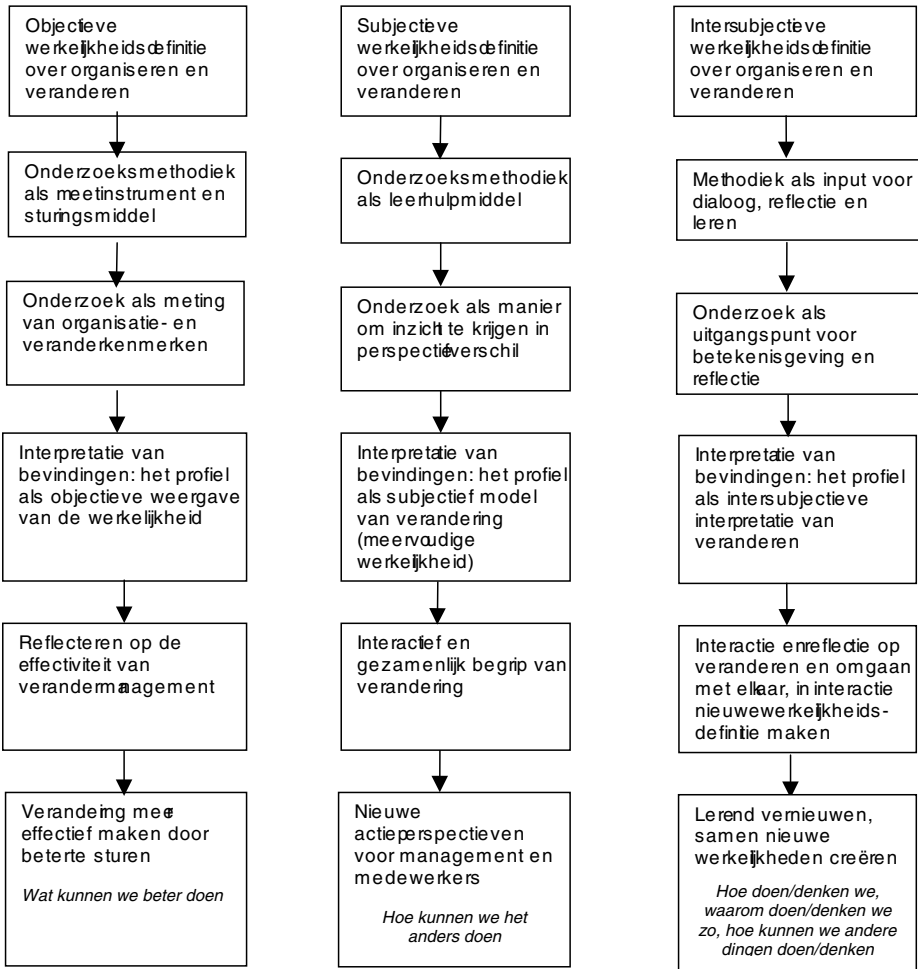 Objectieve
werkelijkheidsdefinitie
over organiseren en
veranderen
Onderzoeksmethodiek
als meetinstrument en
sturingsmiddel
Onderzoek als meting
van organisatie- en
veranderkenmerken
Interpretatie van
bevindingen: het profiel
als objectieve weergave
van de werkelijkheid
Reflecteren op de
effectiviteit van
verandermanagement
Verandering meer
effectief maken door
beter te sturen
Wat kunnen we beter doen
Subjectieve
werkelijkheidsdefinitie
over organiseren en
veranderen
Onderzoeksmethodiek
als leerhulpmiddel
Onderzoek als manier
om inzicht te krijgen in
perspectiefverschil
Interpretatie van
bevindingen: het profiel
als subjectief model
van verandering
(meervoudige
werkelijkheid)
Interactief en
gezamenlijk begrip van
verandering
Nieuwe
actieperspectieven
voor management en
medewerkers
Hoe kunnen we het
anders doen
Intersubjectieve
werkelijkheidsdefinitie
over organiseren en
veranderen
Methodiek als input voor
dialoog, reflectie en
leren
Onderzoek als
uitgangspunt voor
betekenisgeving en
reflectie
Interpretatie van
bevindingen: het profiel
als intersubjectieve
interpretatie van
veranderen
Interactie en reflectie op
veranderen en omgaan
met elkaar, in interactie
nieuwe werkelijkheids-
definitie maken
Lerend vernieuwen,
samen nieuwe
werkelijkheden creëren
Hoe doen/denken we,
waarom doen/denken we
zo, hoe kunnen we andere
dingen doen/denken